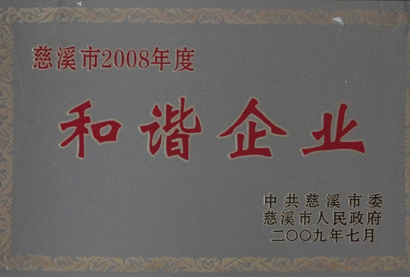 慈溪市2008年度
和谐企业
中共慈溪市委
慈溪市人民政府
二〇〇九年七月